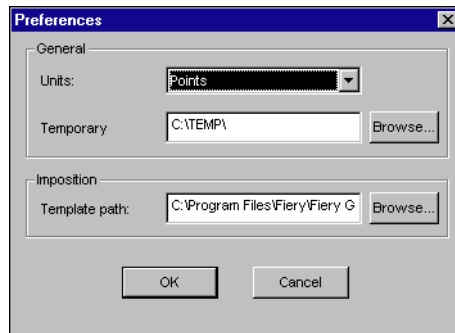 Preferences
General
Units: Points
Temporary C:\TEMP\ Browse...
Imposition
Template path: C:\Program Files\Fiery\Fiery G Browse...
OK Cancel